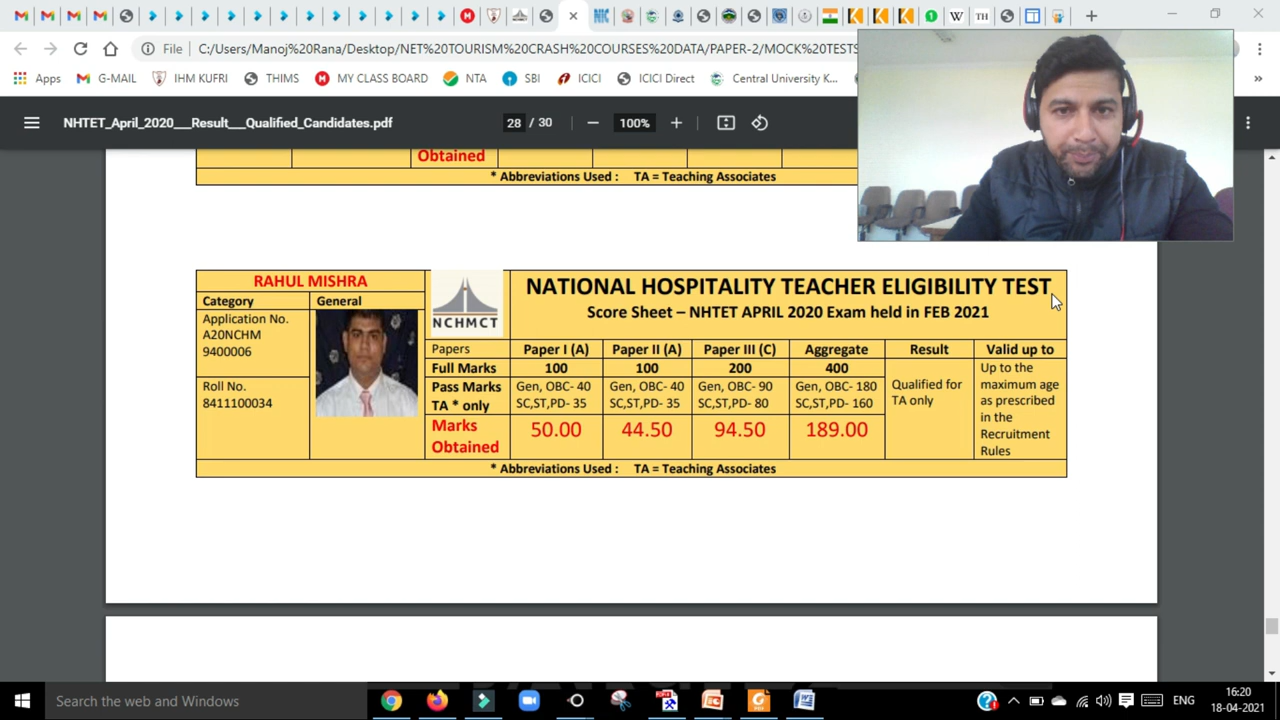 File C:/Users/Manoj%20Rana/Desktop/NET%20TOURISM%20CRASH%20COURSES%20DATA/PAPER-2/MOCK%20TESTS
Apps G-MAIL IHM KUFRI THIMS MY CLASS BOARD NTA SBI ICICI ICICI Direct Central University K...
NHTET_April_2020___Result__Qualified_Candidates.pdf 28 / 30 100%
Obtained
* Abbreviations Used : TA = Teaching Associates
RAHUL MISHRA
Category General
Application No.
A20NCHM
9400006
Roll No.
8411100034
NCHMCT
NATIONAL HOSPITALITY TEACHER ELIGIBILITY TEST
Score Sheet – NHTET APRIL 2020 Exam held in FEB 2021
Papers Paper I (A) Paper II (A) Paper III (C) Aggregate Result Valid up to
Full Marks 100 100 200 400
Pass Marks Gen, OBC- 40 Gen, OBC- 40 Gen, OBC- 90 Gen, OBC- 180
TA * only SC,ST,PD- 35 SC,ST,PD- 35 SC,ST,PD- 80 SC,ST,PD- 160
Marks
Obtained
50.00 44.50 94.50 189.00
Qualified for
TA only
Up to the
maximum age
as prescribed
in the
Recruitment
Rules
* Abbreviations Used : TA = Teaching Associates
Search the web and Windows
ENG
16:20
18-04-2021